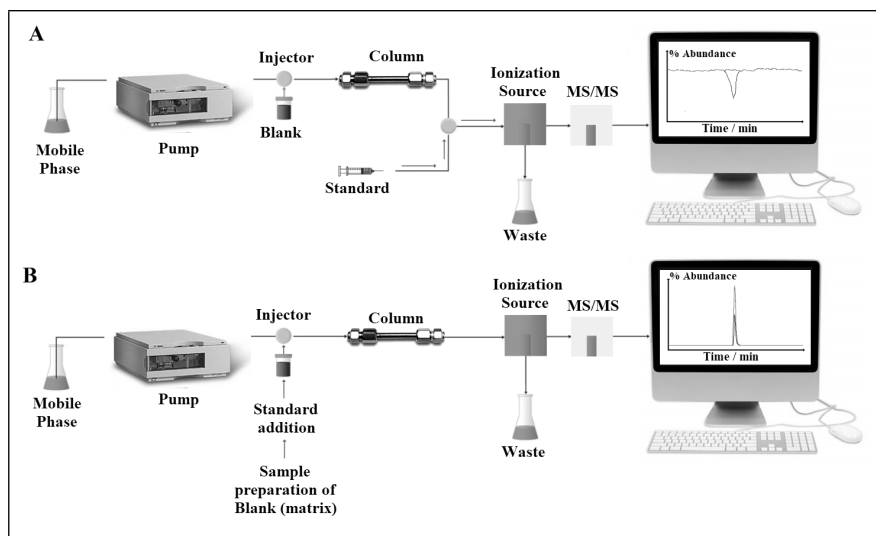 A
Injector
Column
Ionization
Source
MS/MS
% Abundance
Time / min
Mobile
Phase
Pump
Blank
Standard
Waste
B
Injector
Column
Ionization
Source
MS/MS
% Abundance
Time / min
Mobile
Phase
Pump
Standard
addition
Sample
preparation of
Blank (matrix)
Waste